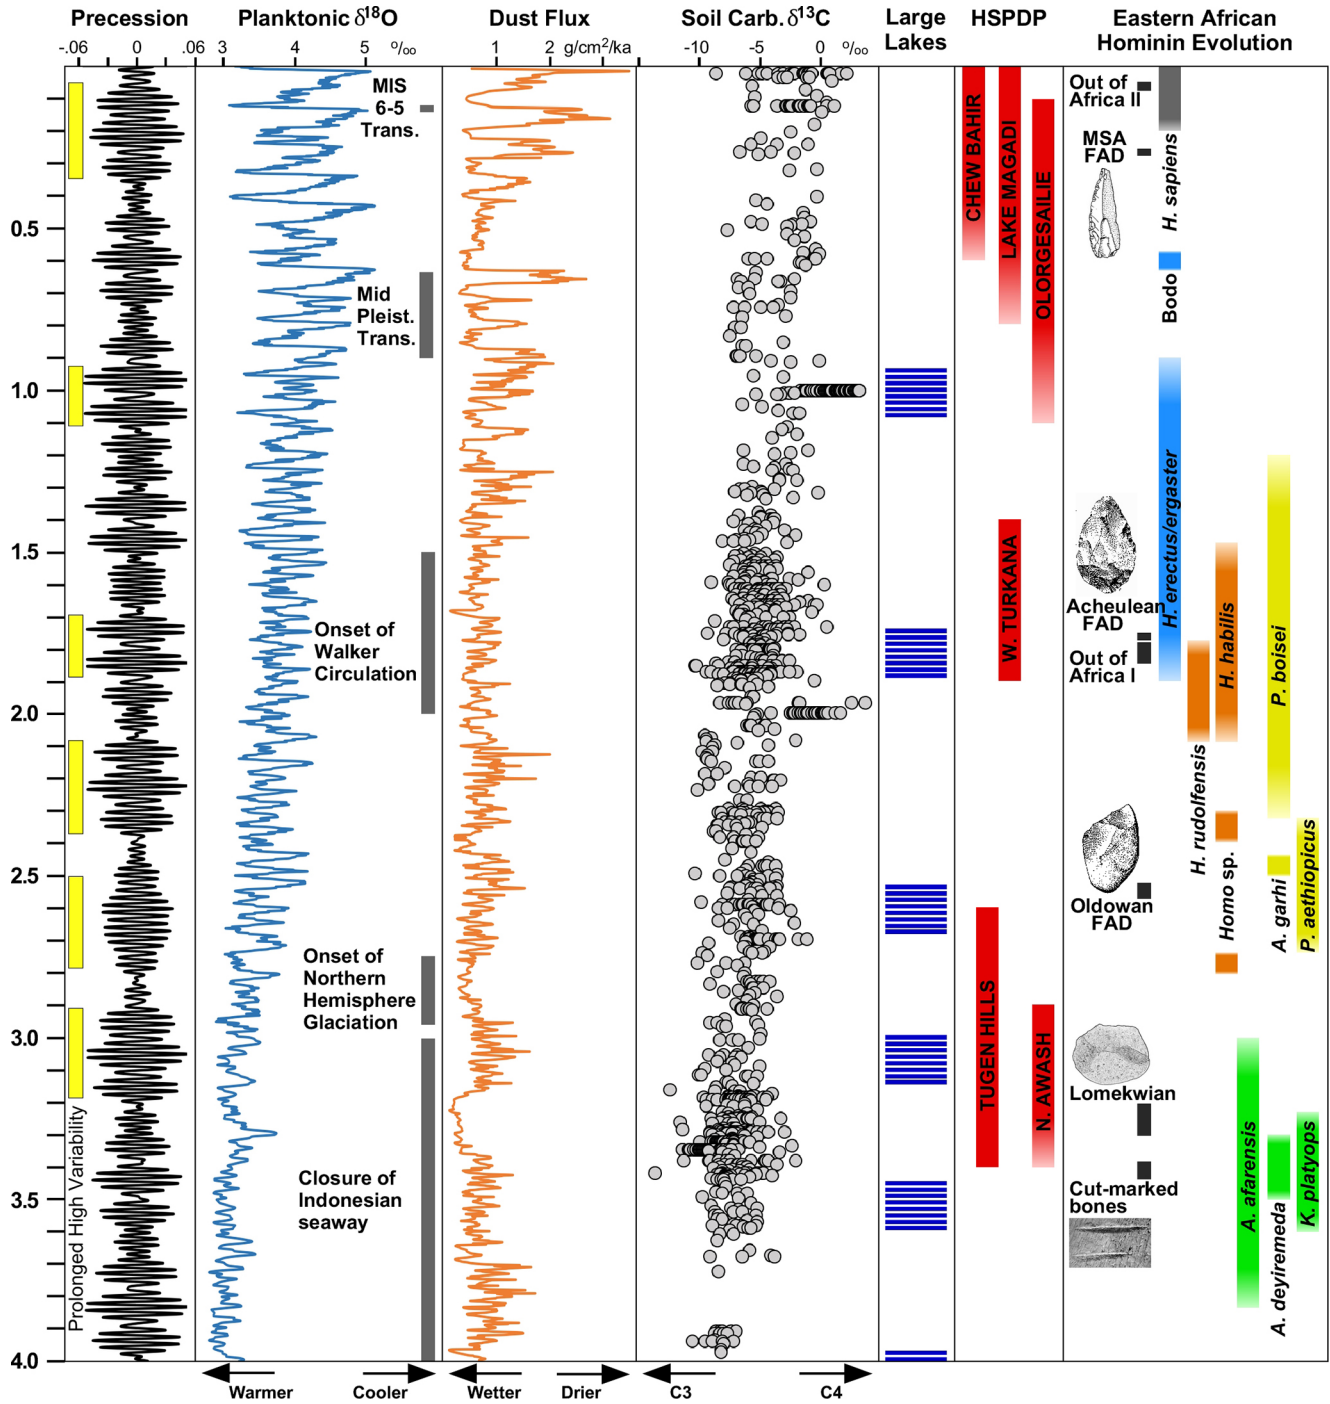 Precession
Planktonic δ18O
Dust Flux
Soil Carb. δ13C
Large
Lakes
HSPDP
Eastern African
Hominin Evolution
-.06 0 .06
3 4 5 º/oo
1 2 g/cm2/ka
-10 -5 0 º/oo
0.5
1.0
1.5
2.0
2.5
3.0
3.5
4.0
Prolonged High Variability
MIS
6-5
Trans.
Mid
Pleist.
Trans.
Onset of
Walker
Circulation
Onset of
Northern
Hemisphere
Glaciation
Closure of
Indonesian
seaway
CHEW BAHIR
LAKE MAGADI
OLORGESAILIE
W. TURKANA
TUGEN HILLS
N. AWASH
Out of
Africa II
MSA
FAD
Acheulean
FAD
Out of
Africa I
Oldowan
FAD
Lomekwian
Cut-marked
bones
H. sapiens
Bodo
H. erectus/ergaster
H. rudolfensis
H. habilis
Homo sp.
P. boisei
A. garhi
P. aethiopicus
A. afarensis
A. deyiremeda
K. platyops
Warmer
Cooler
Wetter
Drier
C3
C4